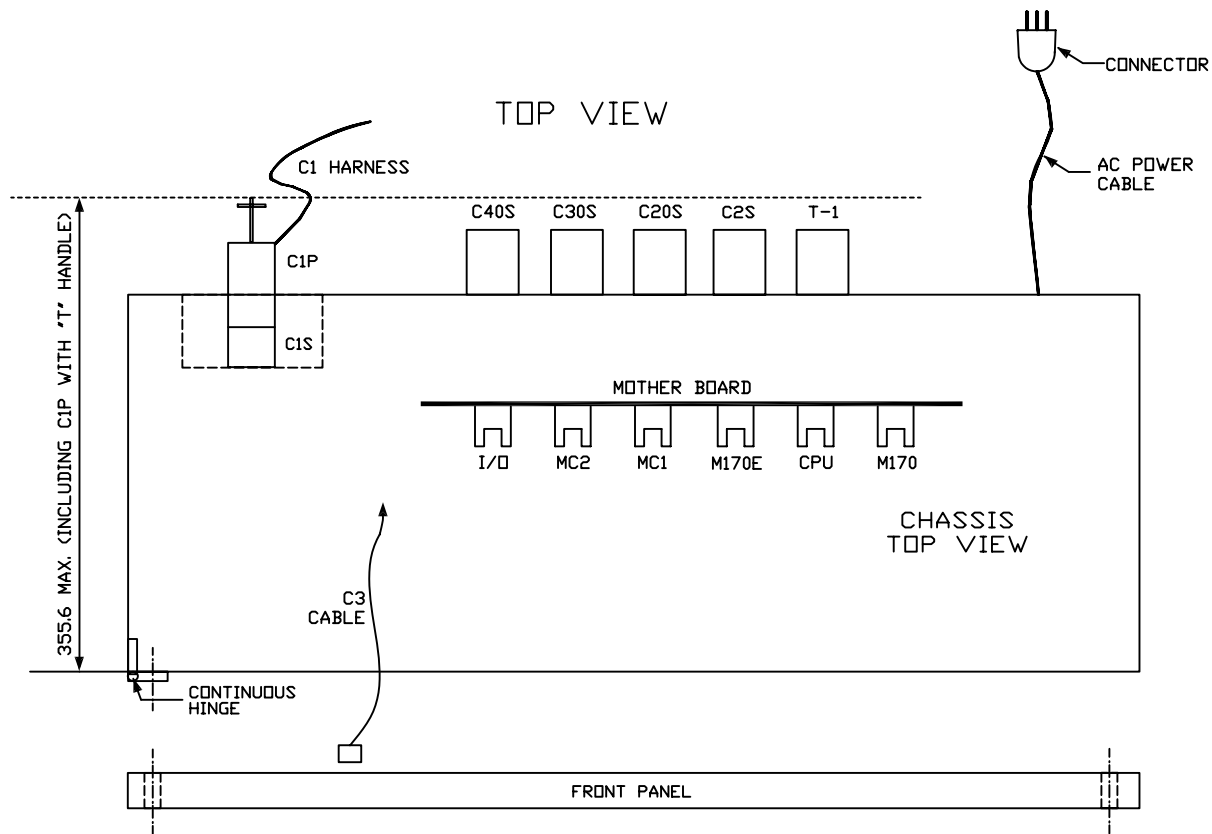 CONNECTOR
TOP VIEW
C1 HARNESS
AC POWER
CABLE
C40S C30S C20S C2S T-1
C1P
C1S
355.6 MAX. (INCLUDING C1P WITH "T" HANDLE)
MOTHER BOARD
I/O MC2 MC1 M170E CPU M170
CHASSIS
TOP VIEW
C3
CABLE
CONTINUOUS
HINGE
FRONT PANEL